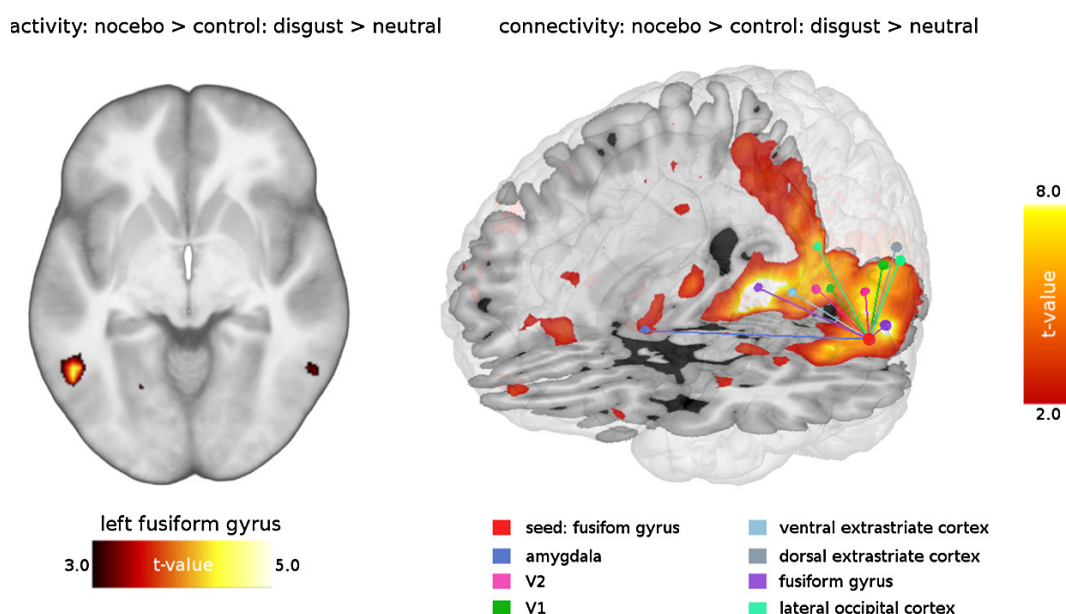 activity: nocebo > control: disgust > neutral
connectivity: nocebo > control: disgust > neutral
8.0
t-value
2.0
left fusiform gyrus
3.0
t-value
5.0
seed: fusifom gyrus
amygdala
V2
V1
ventral extrastriate cortex
dorsal extrastriate cortex
fusiform gyrus
lateral occipital cortex